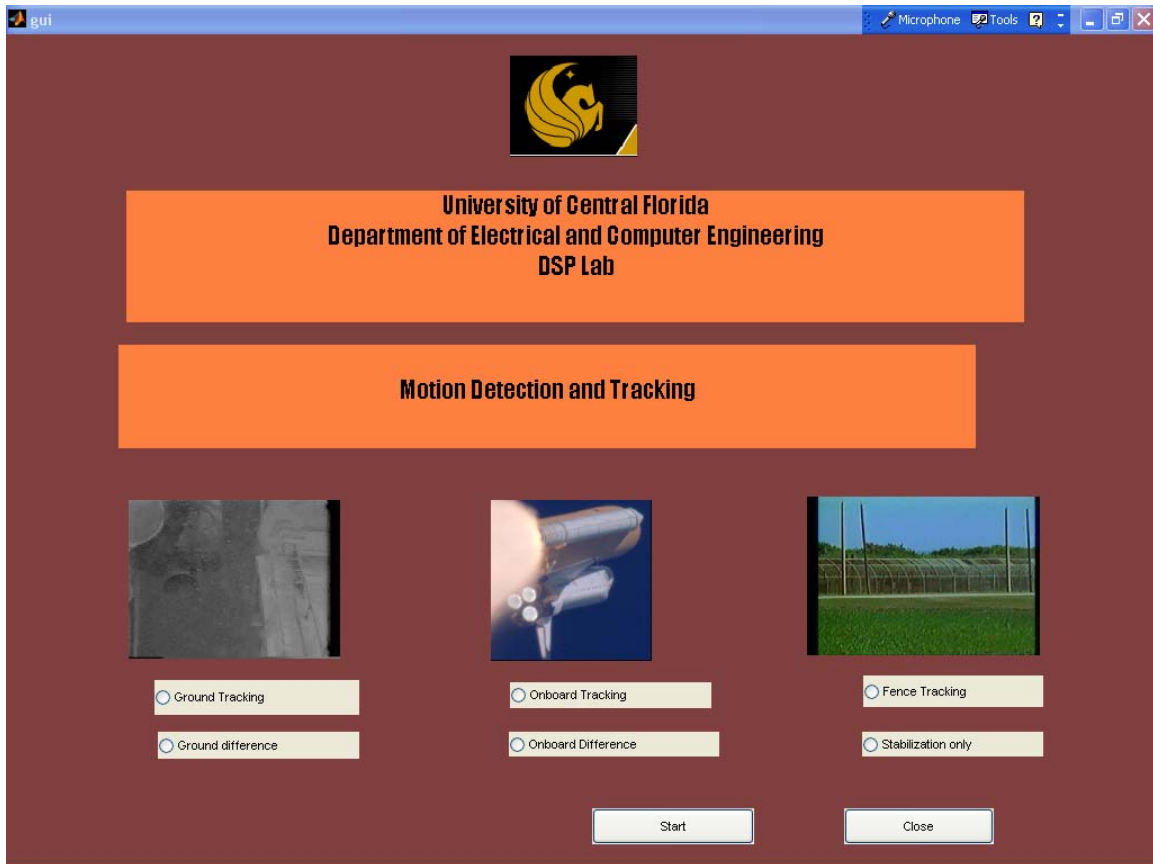 gui
Microphone Tools
University of Central Florida
Department of Electrical and Computer Engineering
DSP Lab
Motion Detection and Tracking
Ground Tracking
Onboard Tracking
Fence Tracking
Ground difference
Onboard Difference
Stabilization only
Start
Close